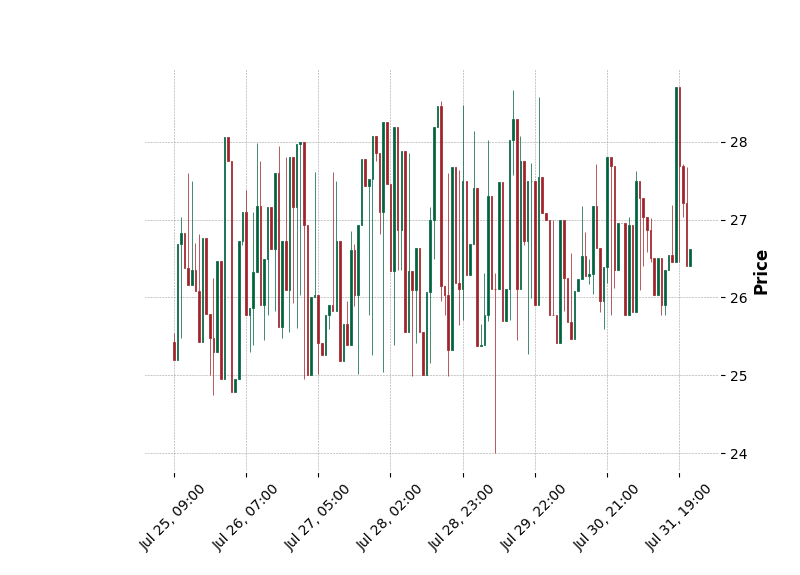 28
27
26
25
24
Price
Jul 25, 09:00
Jul 26, 07:00
Jul 27, 05:00
Jul 28, 02:00
Jul 28, 23:00
Jul 29, 22:00
Jul 30, 21:00
Jul 31, 19:00